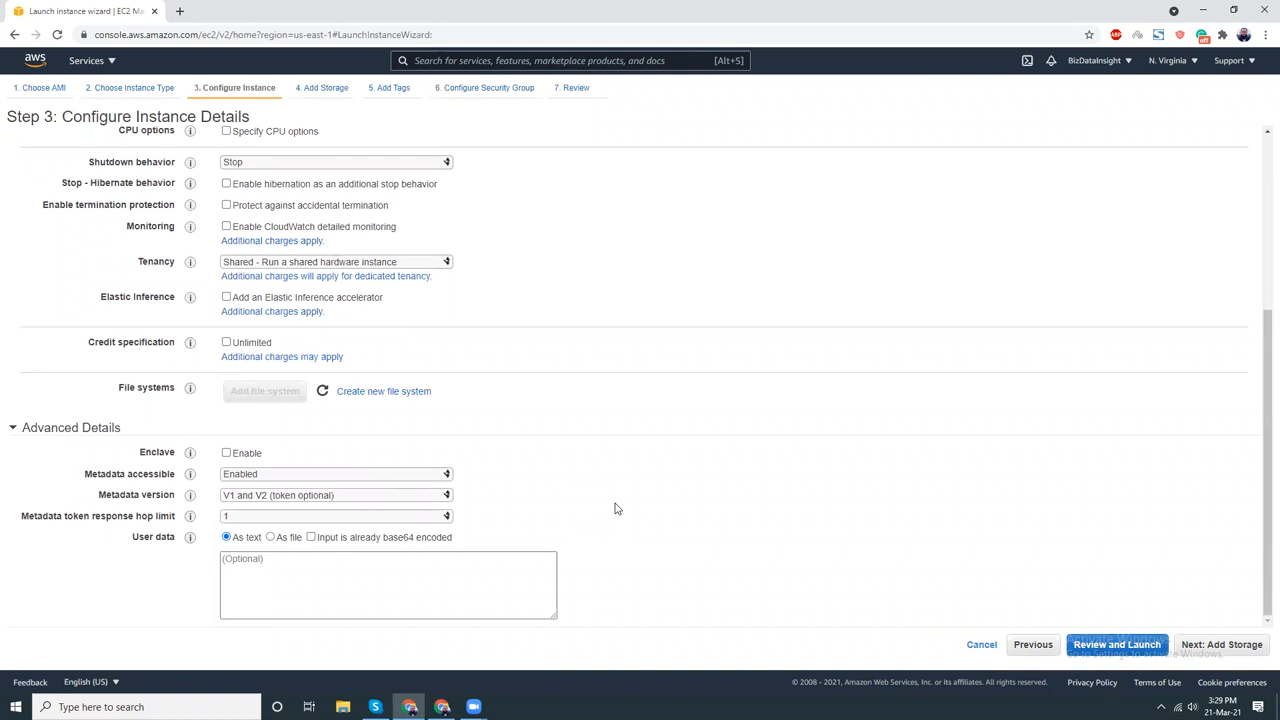 Launch instance wizard | EC2 Ma
console.aws.amazon.com/ec2/v2/home?region=us-east-1#LaunchInstanceWizard:
ABP
off
aws
Services
Search for services, features, marketplace products, and docs
[Alt+S]
BizDataInsight
N. Virginia
Support
1. Choose AMI
2. Choose Instance Type
3. Configure Instance
4. Add Storage
5. Add Tags
6. Configure Security Group
7. Review
Step 3: Configure Instance Details
CPU options
Specify CPU options
Shutdown behavior
Stop
Stop - Hibernate behavior
Enable hibernation as an additional stop behavior
Enable termination protection
Protect against accidental termination
Monitoring
Enable CloudWatch detailed monitoring
Additional charges apply.
Tenancy
Shared - Run a shared hardware instance
Additional charges will apply for dedicated tenancy.
Elastic Inference
Add an Elastic Inference accelerator
Additional charges apply.
Credit specification
Unlimited
Additional charges may apply
File systems
Add file system
Create new file system
Advanced Details
Enclave
Enable
Metadata accessible
Enabled
Metadata version
V1 and V2 (token optional)
Metadata token response hop limit
1
User data
As text
As file
Input is already base64 encoded
(Optional)
Cancel
Previous
Review and Launch
Next: Add Storage
Activate Windows
Go to Settings to activate Windows.
Feedback
English (US)
© 2008 - 2021, Amazon Web Services, Inc. or its affiliates. All rights reserved.
Privacy Policy
Terms of Use
Cookie preferences
Type here to search
3:29 PM
21-Mar-21